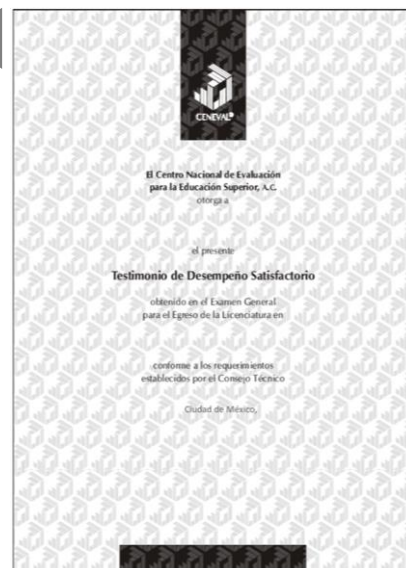 CENEVAL®
El Centro Nacional de Evaluación
para la Educación Superior, A.C.
otorga a
el presente
Testimonio de Desempeño Satisfactorio
obtenido en el Examen General
para el Egreso de la Licenciatura en
conforme a los requerimientos
establecidos por el Consejo Técnico
Ciudad de México,